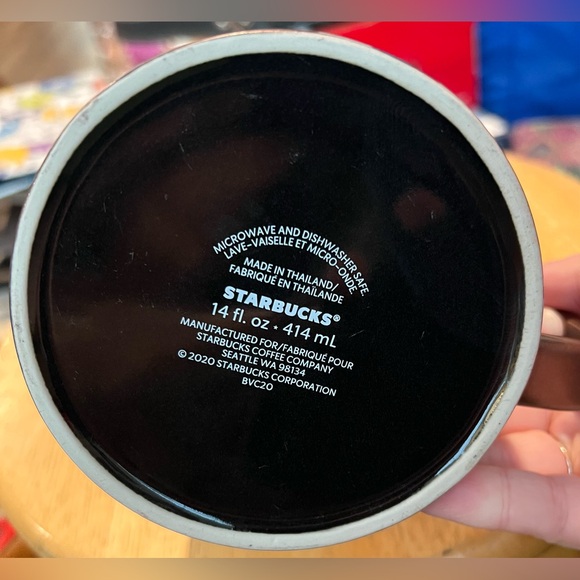 MICROWAVE AND DISHWASHER SAFE
LAVE-VAISELLE ET MICRO-ONDE
MADE IN THAILAND/
FABRIQUÉ EN THAÏLANDE
STARBUCKS®
14 fl. oz • 414 mL
MANUFACTURED FOR/FABRIQUÉ POUR
STARBUCKS COFFEE COMPANY
SEATTLE WA 98134
© 2020 STARBUCKS CORPORATION
BVC20